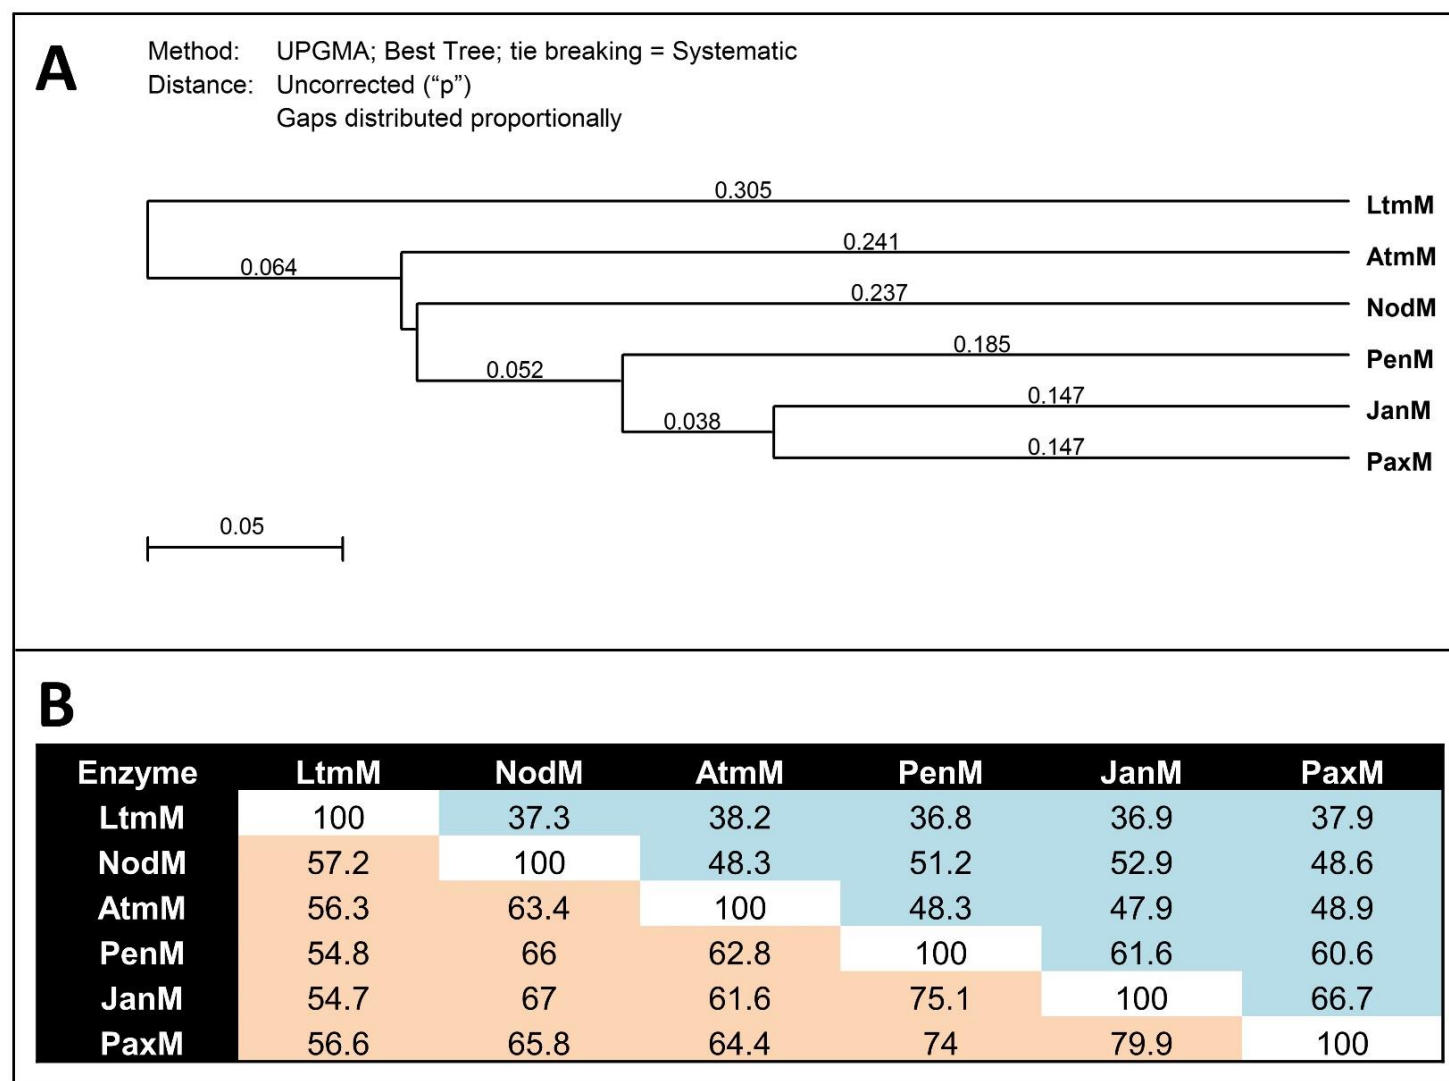 A
Method: UPGMA; Best Tree; tie breaking = Systematic
Distance: Uncorrected (“p”)
Gaps distributed proportionally
0.305
LtmM
0.241
AtmM
0.064
0.237
NodM
0.185
PenM
0.052
0.147
JanM
0.038
0.147
PaxM
0.05
B
Enzyme LtmM NodM AtmM PenM JanM PaxM
LtmM 100 37.3 38.2 36.8 36.9 37.9
NodM 57.2 100 48.3 51.2 52.9 48.6
AtmM 56.3 63.4 100 48.3 47.9 48.9
PenM 54.8 66 62.8 100 61.6 60.6
JanM 54.7 67 61.6 75.1 100 66.7
PaxM 56.6 65.8 64.4 74 79.9 100